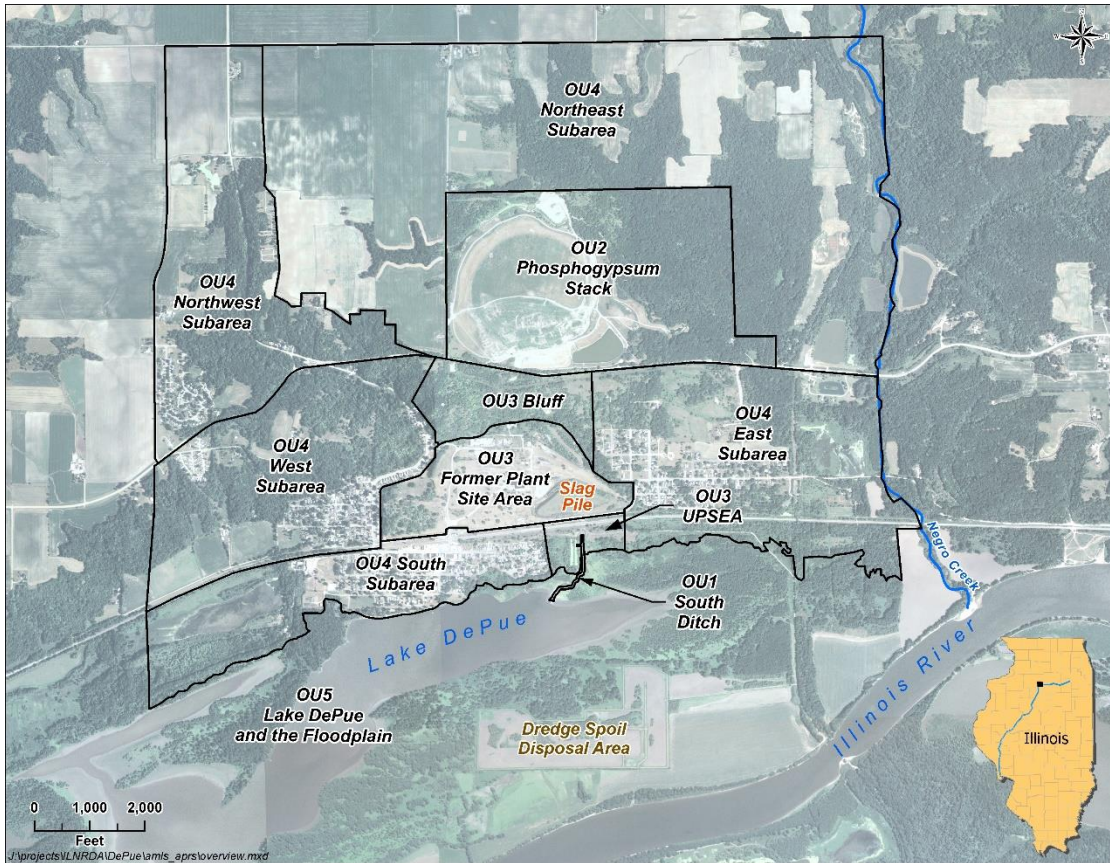 OU4
Northeast
Subarea
OU2
Phosphogypsum
Stack
OU4
Northwest
Subarea
OU3 Bluff
OU4
East
Subarea
OU4
West
Subarea
OU3
Former Plant
Site Area
Slag
Pile
OU3
UPSEA
OU4 South
Subarea
OU1
South
Ditch
Negro Creek
Lake DePue
Illinois River
OU5
Lake DePue
and the Floodplain
Dredge Spoil
Disposal Area
Illinois
0 1,000 2,000
Feet
J:\projects\ILNRDA\DePue\amls_aprs\overview.mxd